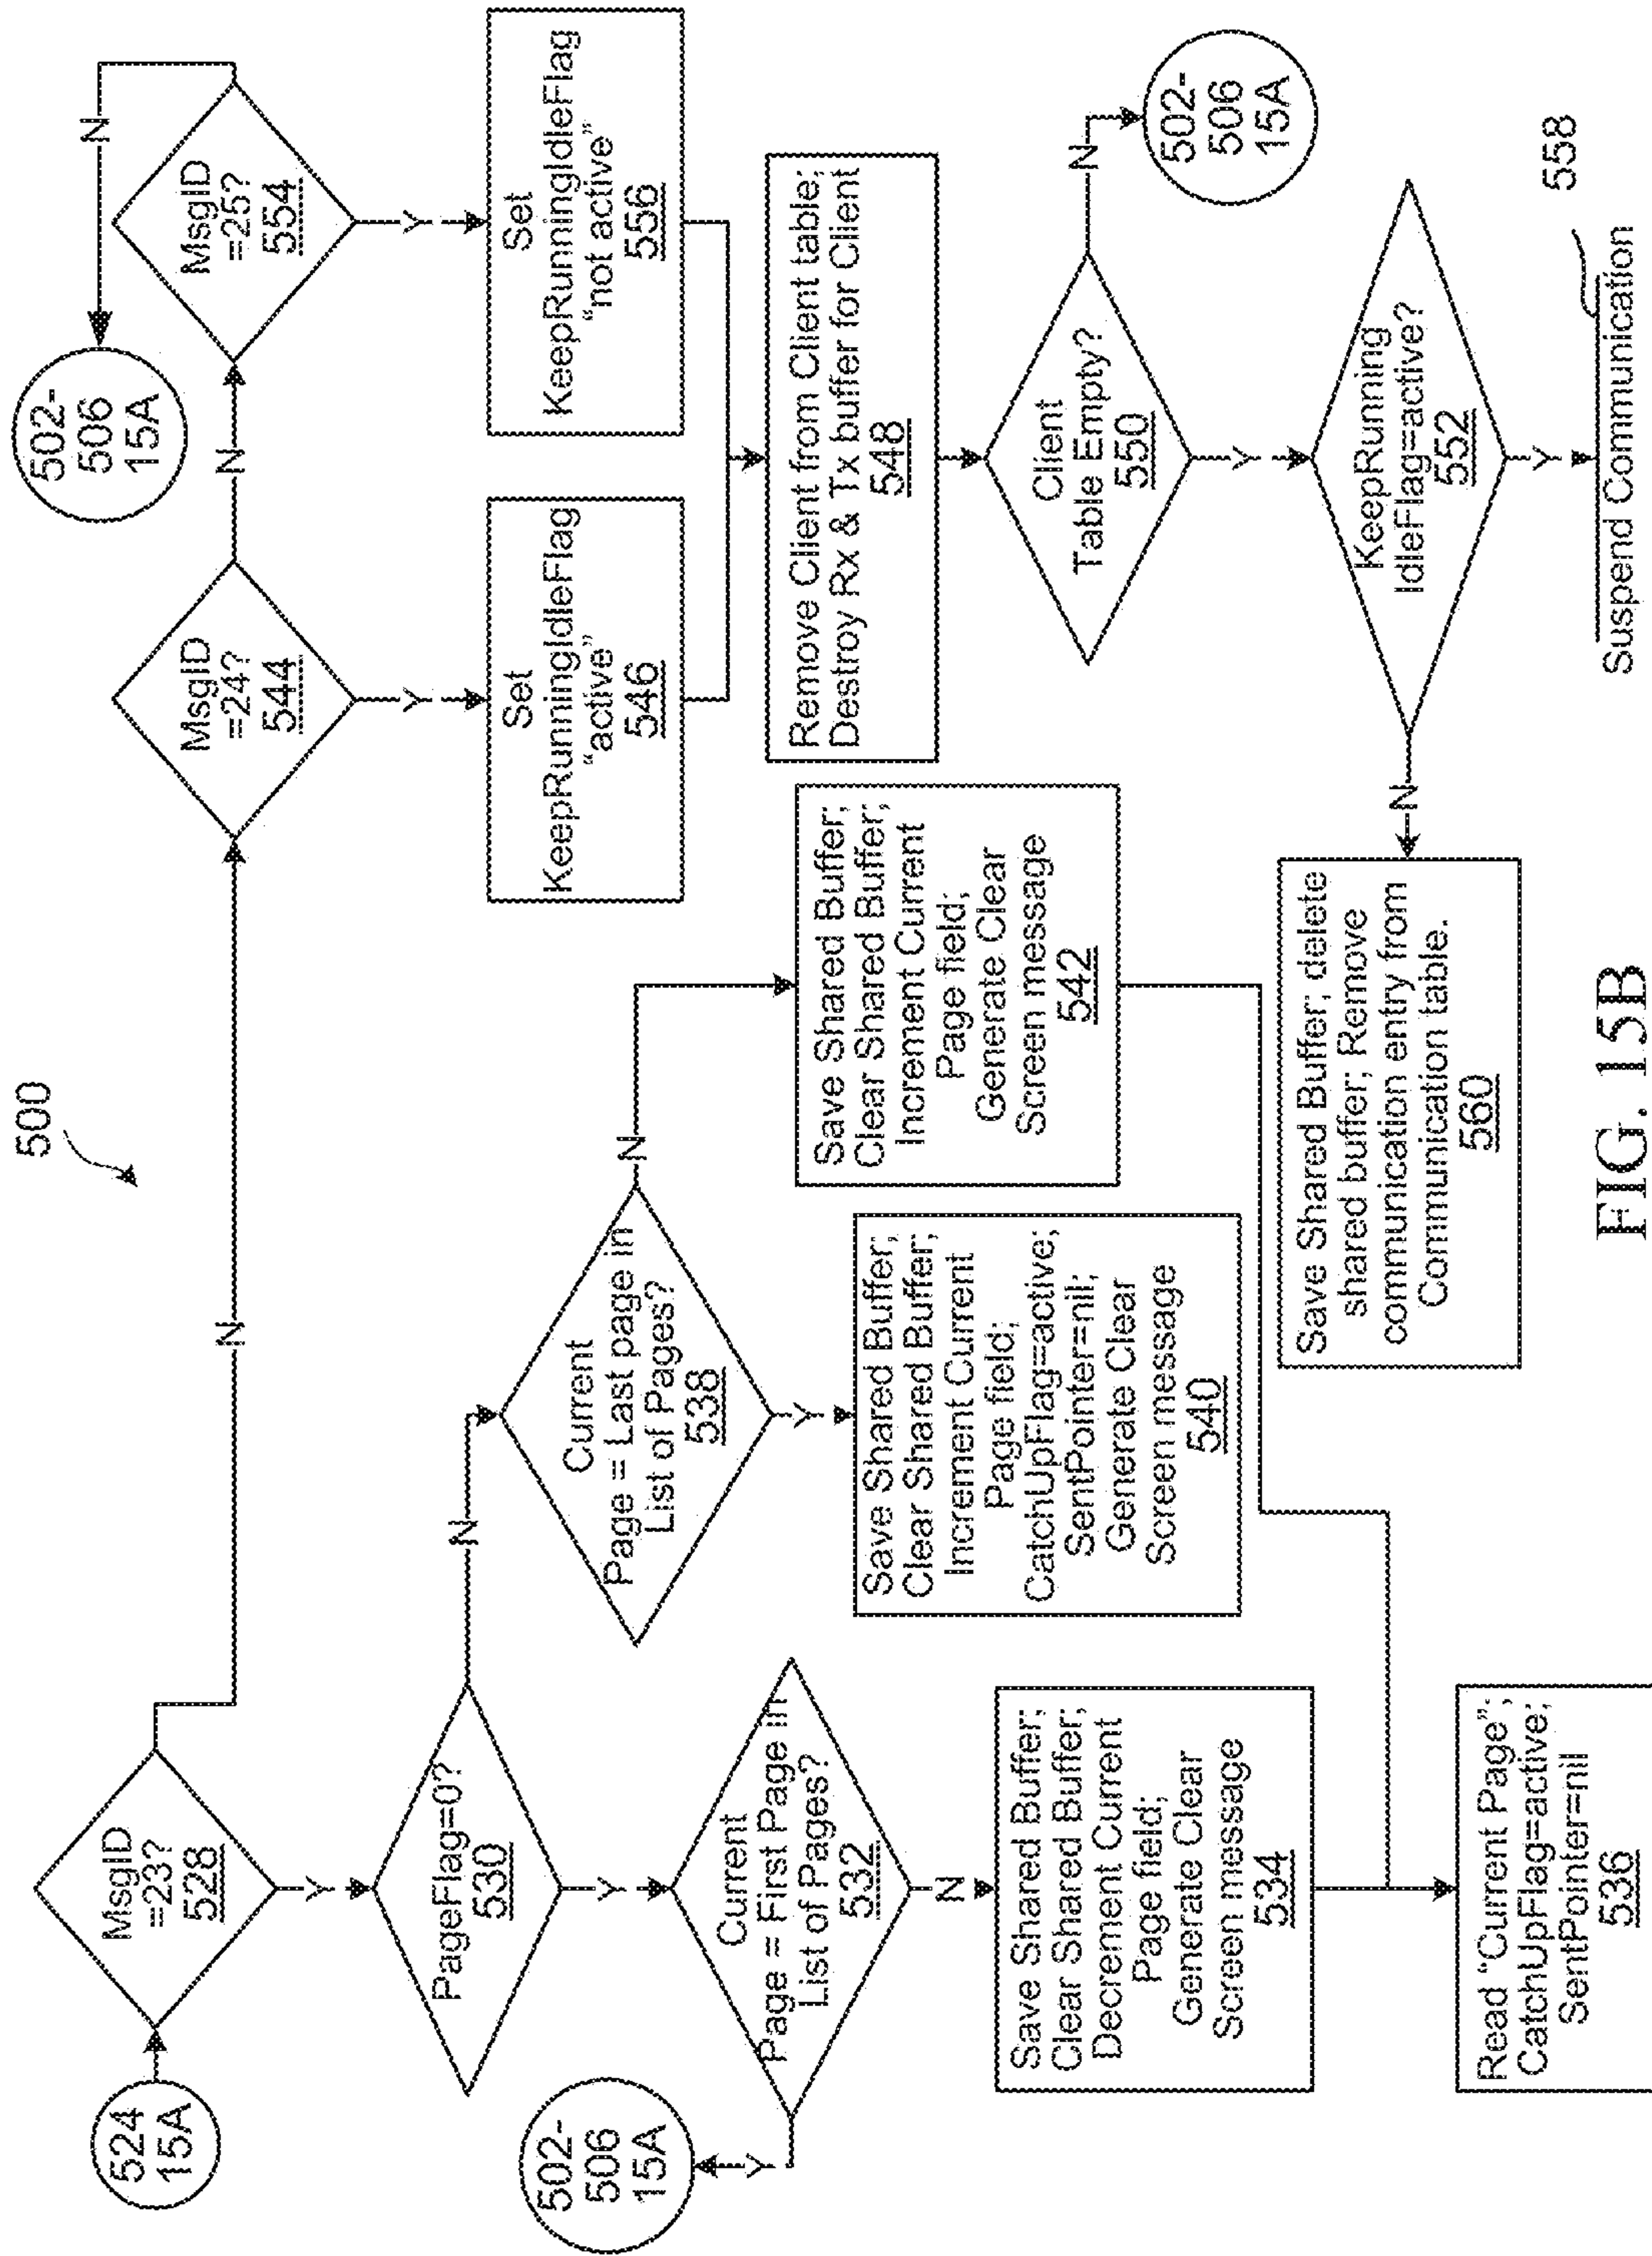 500
524
15A
MsgID
=23?
528
N
Y
PageFlag=0?
530
N
Y
Current
Page = First Page in
List of Pages?
532
Y
502-
506
15A
N
Save Shared Buffer;
Clear Shared Buffer;
Decrement Current
Page field;
Generate Clear
Screen message
534
Read “Current Page”;
CatchUpFlag=active;
SentPointer=nil
536
Current
Page = Last page in
List of Pages?
538
N
Y
Save Shared Buffer;
Clear Shared Buffer;
Increment Current
Page field;
CatchUpFlag=active;
SentPointer=nil;
Generate Clear
Screen message
540
Save Shared Buffer;
Clear Shared Buffer;
Increment Current
Page field;
Generate Clear
Screen message
542
MsgID
=24?
544
N
Y
Set
KeepRunningIdleFlag
“active”
546
MsgID
=25?
554
N
502-
506
15A
Y
Set
KeepRunningIdleFlag
“not active”
556
Remove Client from Client table;
Destroy Rx & Tx buffer for Client
548
Client
Table Empty?
550
N
502-
506
15A
Y
KeepRunning
IdleFlag=active?
552
N
Y
Save Shared Buffer; delete
shared buffer; Remove
communication entry from
Communication table.
560
Suspend Communication
558
FIG. 15B